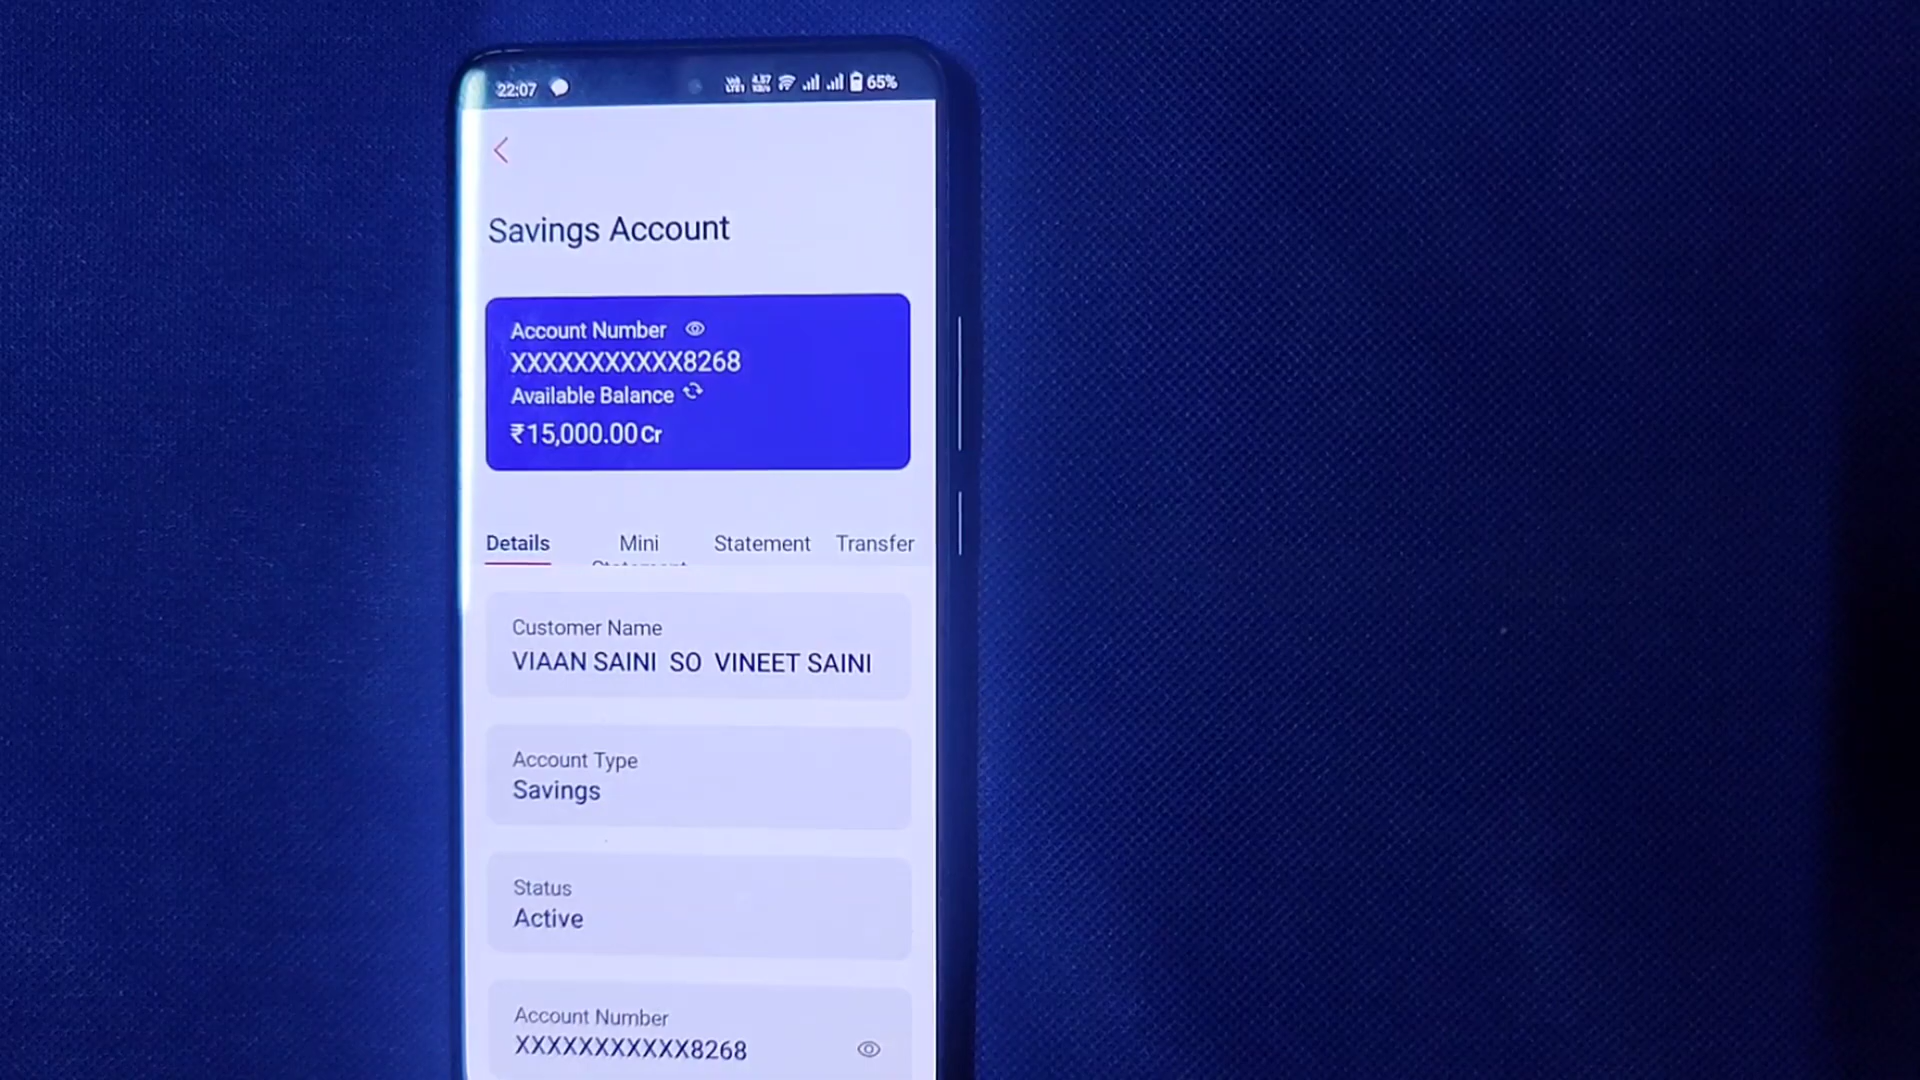 22:07 65%
Savings Account
Account Number
XXXXXXXXXXX8268
Available Balance
₹15,000.00Cr
Details Mini Statement Transfer
Statement
Customer Name
VIAAN SAINI SO VINEET SAINI
Account Type
Savings
Status
Active
Account Number
XXXXXXXXXXX8268